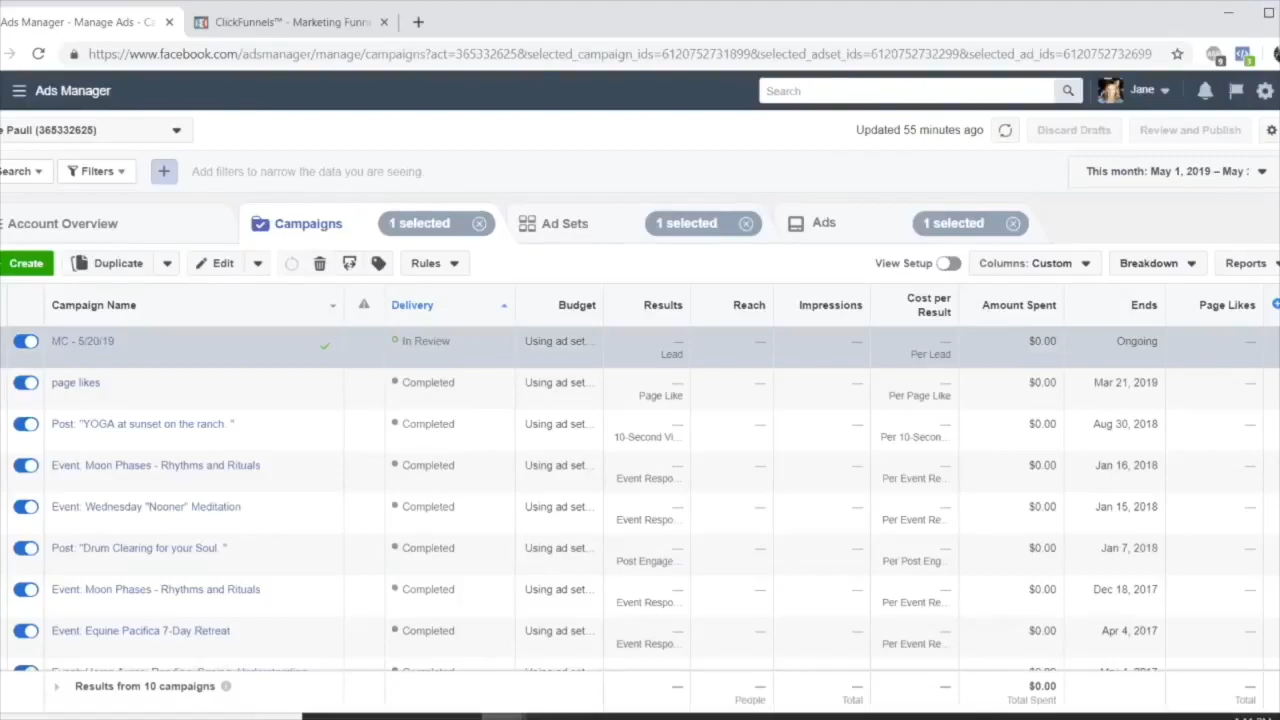 Ads Manager - Manage Ads - Ca
ClickFunnels™ - Marketing Funne
https://www.facebook.com/adsmanager/manage/campaigns?act=365332625&selected_campaign_ids=6120752731899&selected_adset_ids=6120752732299&selected_ad_ids=6120752732699
Ads Manager
Search
Jane
e Paull (365332625)
Updated 55 minutes ago
Discard Drafts
Review and Publish
earch
Filters
Add filters to narrow the data you are seeing.
This month: May 1, 2019 – May
Account Overview
Campaigns
1 selected
Ad Sets
1 selected
Ads
1 selected
Create
Duplicate
Edit
Rules
View Setup
Columns: Custom
Breakdown
Reports
Campaign Name
Delivery
Budget
Results
Reach
Impressions
Cost per
Result
Amount Spent
Ends
Page Likes
MC - 5/20/19
In Review
Using ad set...
—
Lead
—
—
—
Per Lead
$0.00
Ongoing
—
page likes
Completed
Using ad set...
—
Page Like
—
—
—
Per Page Like
$0.00
Mar 21, 2019
—
Post: "YOGA at sunset on the ranch. "
Completed
Using ad set...
—
10-Second Vi...
—
—
—
Per 10-Secon...
$0.00
Aug 30, 2018
—
Event: Moon Phases - Rhythms and Rituals
Completed
Using ad set...
—
Event Respo...
—
—
—
Per Event Re...
$0.00
Jan 16, 2018
—
Event: Wednesday "Nooner" Meditation
Completed
Using ad set...
—
Event Respo...
—
—
—
Per Event Re...
$0.00
Jan 15, 2018
—
Post: "Drum Clearing for your Soul. "
Completed
Using ad set...
—
Post Engage...
—
—
—
Per Post Eng...
$0.00
Jan 7, 2018
—
Event: Moon Phases - Rhythms and Rituals
Completed
Using ad set...
—
Event Respo...
—
—
—
Per Event Re...
$0.00
Dec 18, 2017
—
Event: Equine Pacifica 7-Day Retreat
Completed
Using ad set...
—
Event Respo...
—
—
—
Per Event Re...
$0.00
Apr 4, 2017
—
Results from 10 campaigns
—
—
People
—
Total
—
$0.00
Total Spent
—
Total